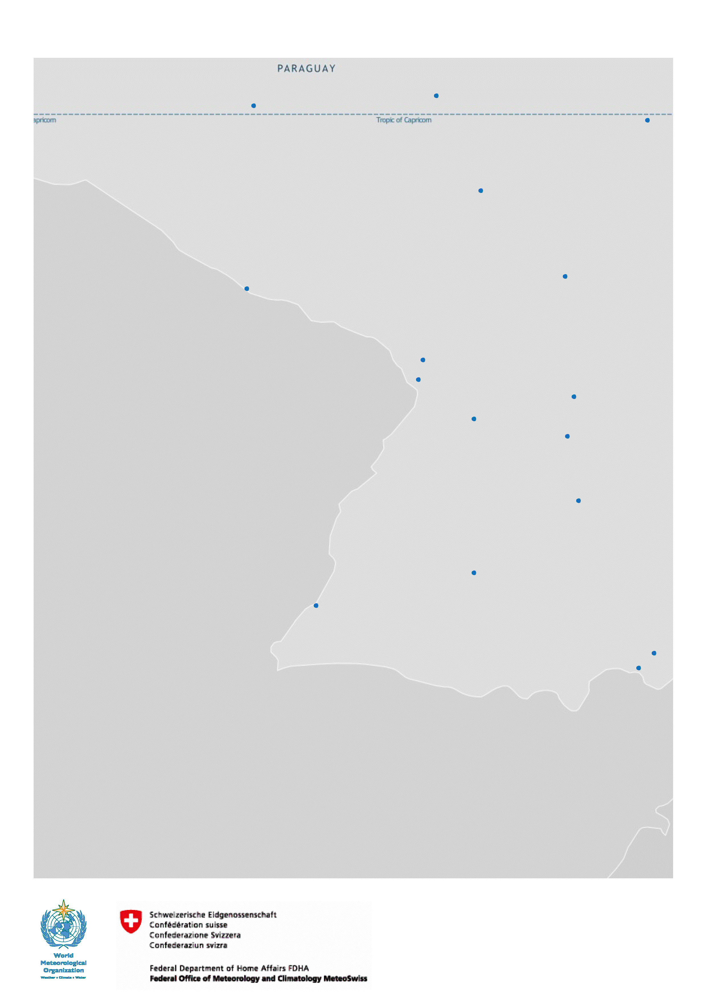 PARAGUAY
apricorn
Tropic of Capricorn
World
Meteorological
Organization
Weather • Climate • Water
Schweizerische Eidgenossenschaft
Confédération suisse
Confederazione Svizzera
Confederaziun svizra
Federal Department of Home Affairs FDHA
Federal Office of Meteorology and Climatology MeteoSwiss